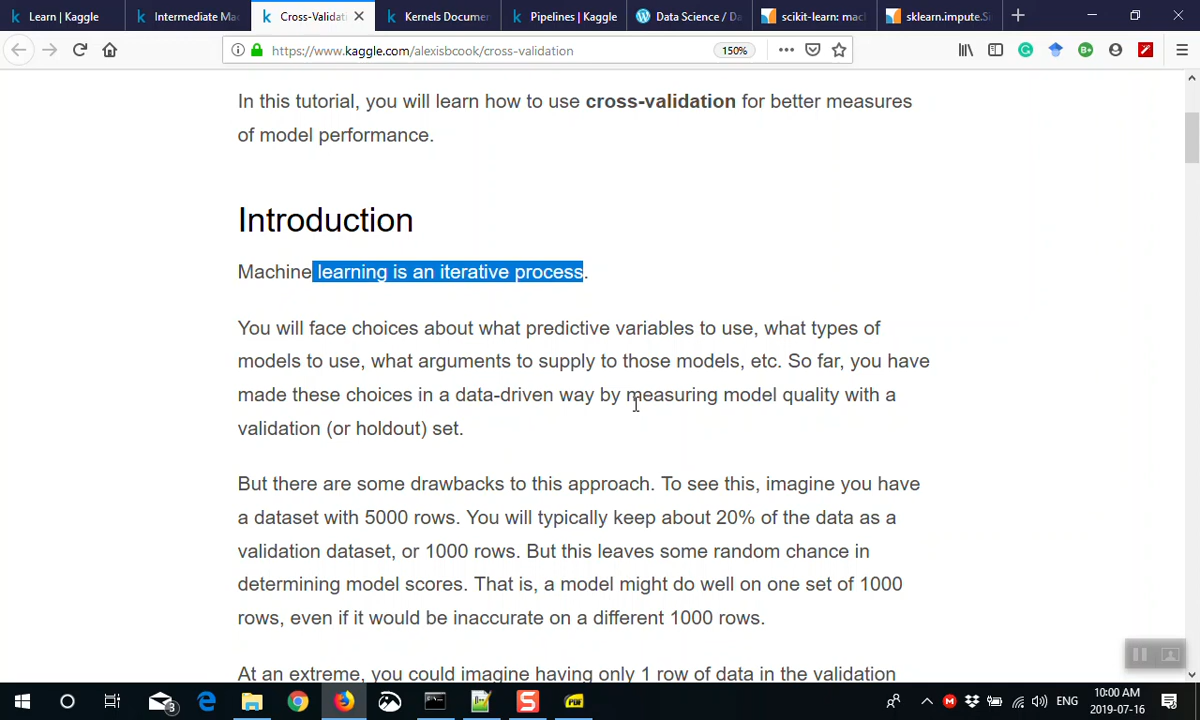 Learn | Kaggle
Intermediate Ma
Cross-Validati
Kernels Docume
Pipelines | Kaggle
Data Science / Da
scikit-learn: mac
sklearn.impute.Si
https://www.kaggle.com/alexisbcook/cross-validation
150%
In this tutorial, you will learn how to use cross-validation for better measures
of model performance.
Introduction
Machine learning is an iterative process.
You will face choices about what predictive variables to use, what types of
models to use, what arguments to supply to those models, etc. So far, you have
made these choices in a data-driven way by measuring model quality with a
validation (or holdout) set.
But there are some drawbacks to this approach. To see this, imagine you have
a dataset with 5000 rows. You will typically keep about 20% of the data as a
validation dataset, or 1000 rows. But this leaves some random chance in
determining model scores. That is, a model might do well on one set of 1000
rows, even if it would be inaccurate on a different 1000 rows.
At an extreme, you could imagine having only 1 row of data in the validation
3
ENG
10:00 AM
2019-07-16